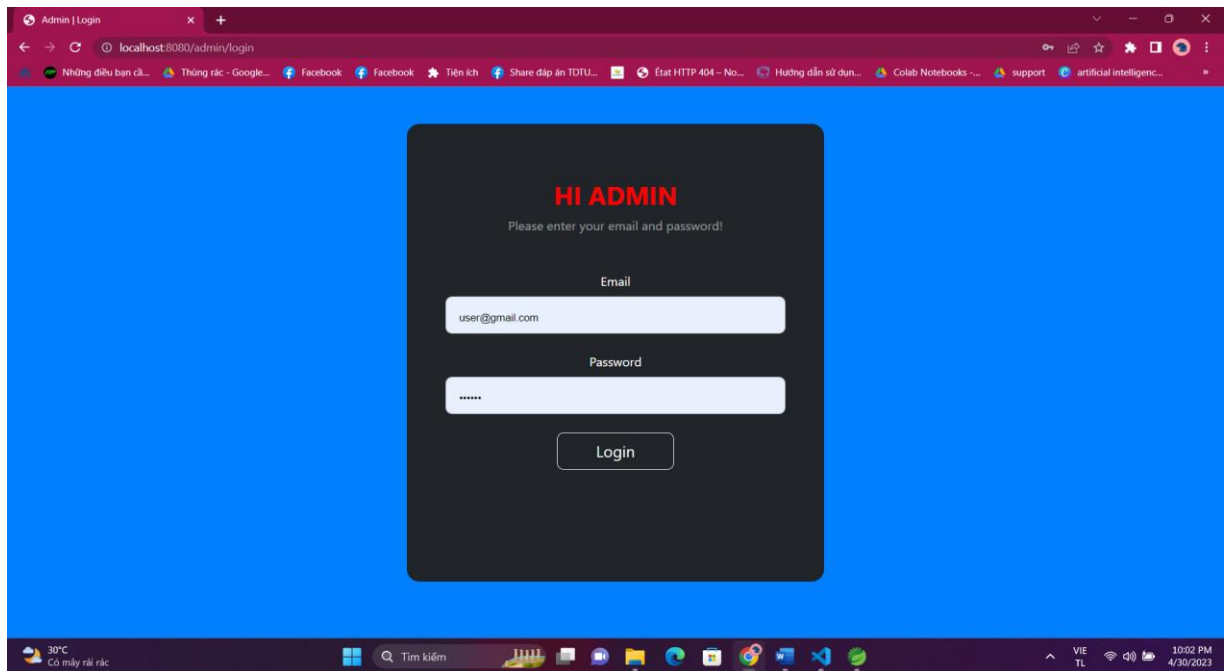 Admin | Login
localhost:8080/admin/login
Những điều bạn cầ... Thùng rác - Google... Facebook Facebook Tiện ích Share đáp án TDTU... État HTTP 404 – No... Hướng dẫn sử dụn... Colab Notebooks -... support artificial intelligenc... »
HI ADMIN
Please enter your email and password!
Email
user@gmail.com
Password
••••••
Login
30°C
Có mây rải rác
Tìm kiếm
VIE
TL
10:02 PM
4/30/2023